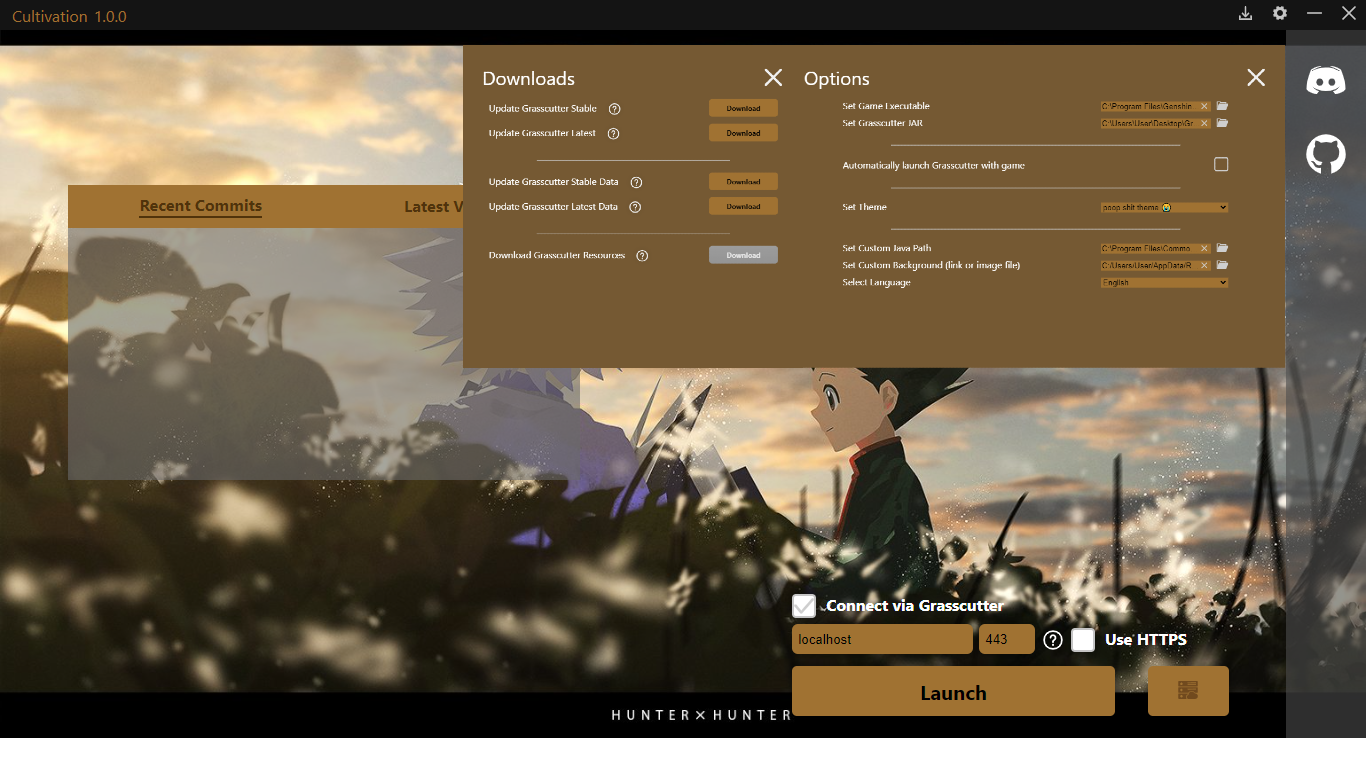 Cultivation 1.0.0
Downloads
Update Grasscutter Stable
Download
Update Grasscutter Latest
Download
Update Grasscutter Stable Data
Download
Update Grasscutter Latest Data
Download
Download Grasscutter Resources
Download
Options
Set Game Executable
C:\Program Files\Genshin
Set Grasscutter JAR
C:\Users\User\Desktop\Gr
Automatically launch Grasscutter with game
Set Theme
poop shit theme 😭
Set Custom Java Path
C:\Program Files\Commo
Set Custom Background (link or image file)
C:/Users/User/AppData/R
Select Language
English
Recent Commits
Latest V
Connect via Grasscutter
localhost
443
Use HTTPS
Launch
HUNTER×HUNTER